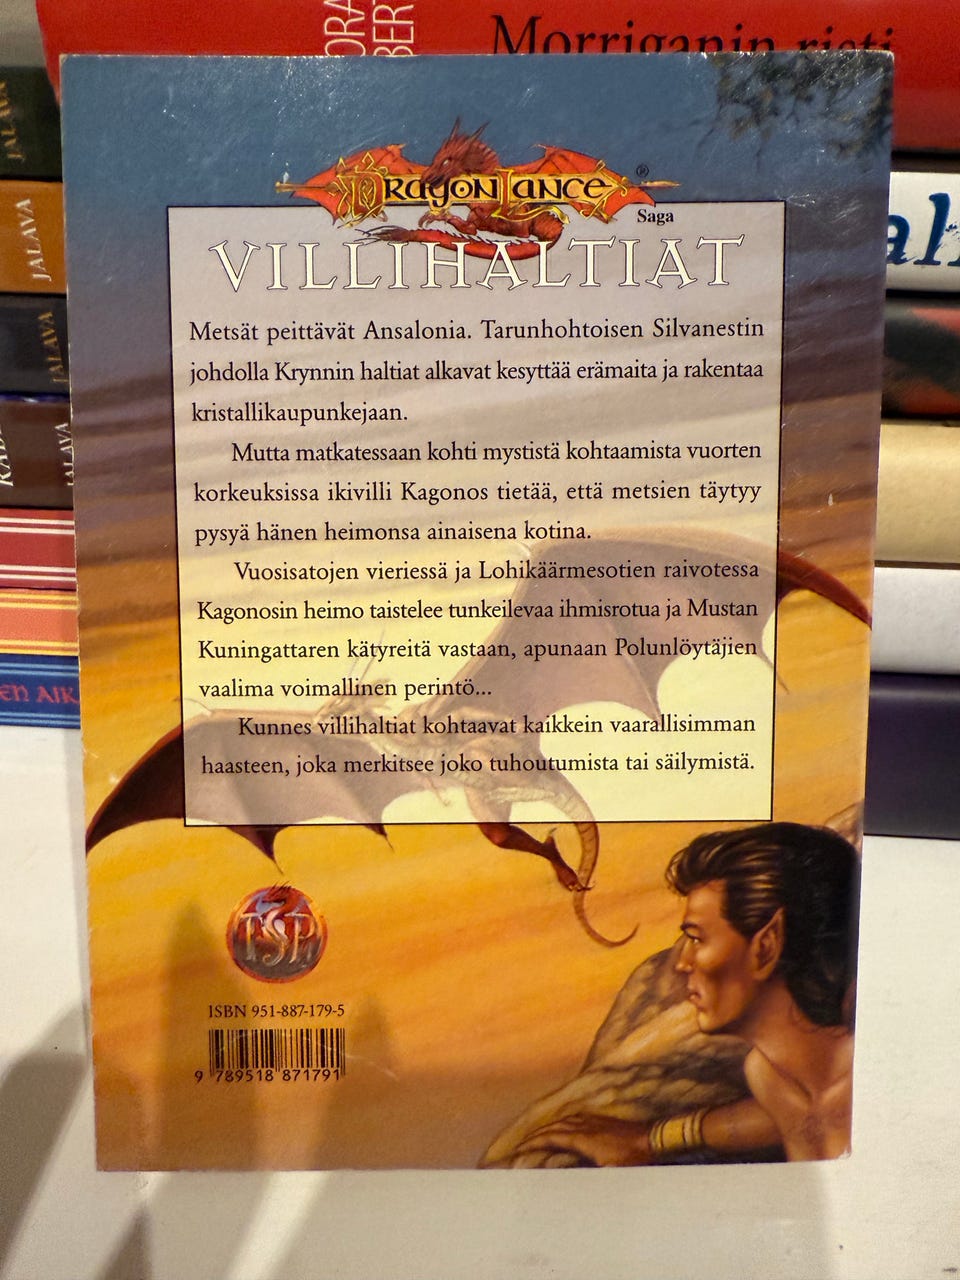 Morriganin rieti
JALAVA
JALAVA
JALAVA
DRAGONLANCE®
Saga
VILLIHALTIAT
Metsät peittävät Ansalonia. Tarunhohtoisen Silvanestin
johdolla Krynnin haltiat alkavat kesyttää erämaita ja rakentaa
kristallikaupunkejaan.
Mutta matkatessaan kohti mystistä kohtaamista vuorten
korkeuksissa ikivilli Kagonos tietää, että metsien täytyy
pysyä hänen heimonsa ainaisena kotina.
Vuosisatojen vieriessä ja Lohikäärmesotien raivotessa
Kagonosin heimo taistelee tunkeilevaa ihmisrotua ja Mustan
Kuningattaren kätyreitä vastaan, apunaan Polunlöytäjien
vaalima voimallinen perintö...
Kunnes villihaltiat kohtaavat kaikkein vaarallisimman
haasteen, joka merkitsee joko tuhoutumista tai säilymistä.
TSR
ISBN 951-887-179-5
9 789518 871791